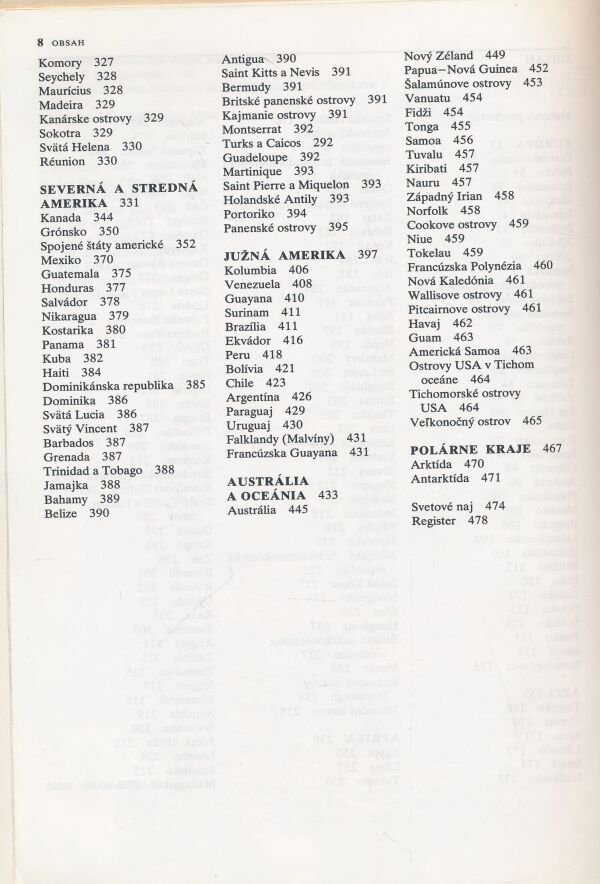 8 OBSAH
Komory 327
Seychely 328
Maurícius 328
Madeira 329
Kanárske ostrovy 329
Sokotra 329
Svätá Helena 330
Réunion 330
SEVERNÁ A STREDNÁ
AMERIKA 331
Kanada 344
Grónsko 350
Spojené štáty americké 352
Mexiko 370
Guatemala 375
Honduras 377
Salvádor 378
Nikaragua 379
Kostarika 380
Panama 381
Kuba 382
Haiti 384
Dominikánska republika 385
Dominika 386
Svätá Lucia 386
Svätý Vincent 387
Barbados 387
Grenada 387
Trinidad a Tobago 388
Jamajka 388
Bahamy 389
Belize 390
Antigua 390
Saint Kitts a Nevis 391
Bermudy 391
Britské panenské ostrovy 391
Kajmanie ostrovy 391
Montserrat 392
Turks a Caicos 292
Guadeloupe 392
Martinique 393
Saint Pierre a Miquelon 393
Holandské Antily 393
Portoriko 394
Panenské ostrovy 395
JUŽNÁ AMERIKA 397
Kolumbia 406
Venezuela 408
Guayana 410
Surinam 411
Brazília 411
Ekvádor 416
Peru 418
Bolívia 421
Chile 423
Argentína 426
Paraguaj 429
Uruguaj 430
Falklandy (Malvíny) 431
Francúzska Guayana 431
AUSTRÁLIA
A OCEÁNIA 433
Austrália 445
Nový Zéland 449
Papua—Nová Guinea 452
Šalamúnove ostrovy 453
Vanuatu 454
Fidži 454
Tonga 455
Samoa 456
Tuvalu 457
Kiribati 457
Nauru 457
Západný Irian 458
Norfolk 458
Cookove ostrovy 459
Niue 459
Tokelau 459
Francúzska Polynézia 460
Nová Kaledónia 461
Wallisove ostrovy 461
Pitcairnove ostrovy 461
Havaj 462
Guam 463
Americká Samoa 463
Ostrovy USA v Tichom
oceáne 464
Tichomorské ostrovy
USA 464
Veľkonočný ostrov 465
POLÁRNE KRAJE 467
Arktída 470
Antarktída 471
Svetové naj 474
Register 478